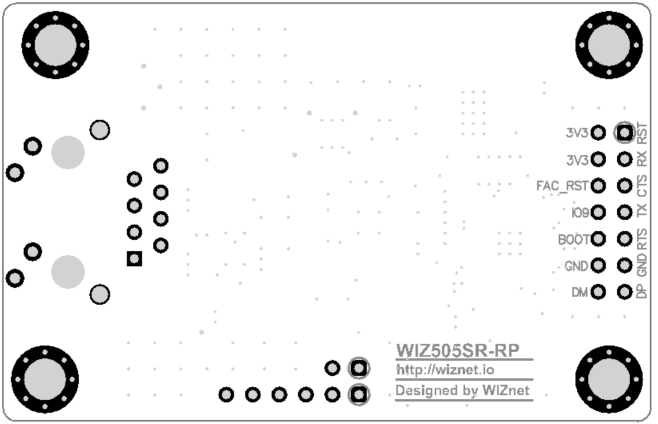 3V3 RST
3V3 RX
FAC_RST CTS
IO9 TX
BOOT RTS
GND GND
DM DP
WIZ505SR-RP
http://wiznet.io
Designed by WIZnet